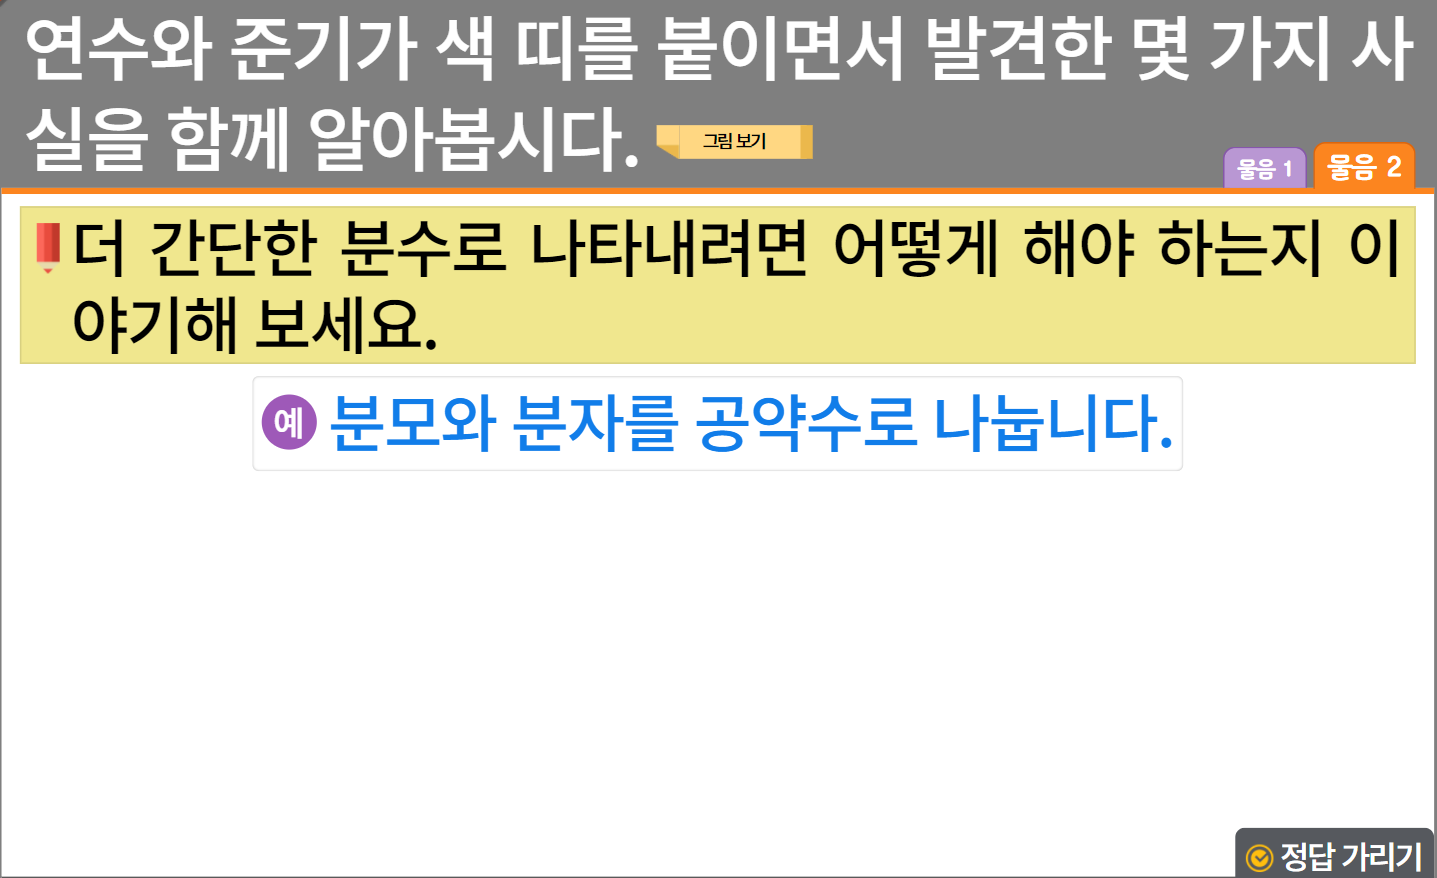 연수와 준기가 색 띠를 붙이면서 발견한 몇 가지 사
실을 함께 알아봅시다. 그림 보기
물음 1 물음 2
더 간단한 분수로 나타내려면 어떻게 해야 하는지 이
야기해 보세요.
예 분모와 분자를 공약수로 나눕니다.
정답 가리기